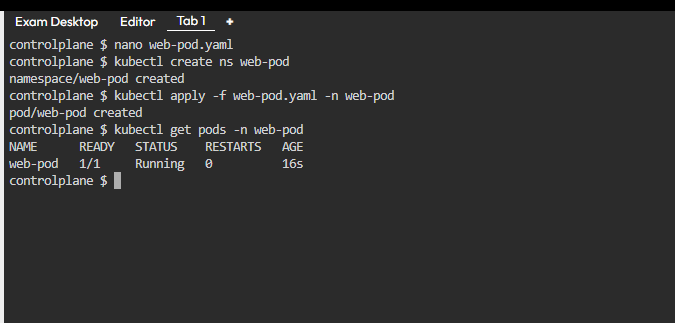 Exam Desktop Editor Tab 1 +
controlplane $ nano web-pod.yaml
controlplane $ kubectl create ns web-pod
namespace/web-pod created
controlplane $ kubectl apply -f web-pod.yaml -n web-pod
pod/web-pod created
controlplane $ kubectl get pods -n web-pod
NAME READY STATUS RESTARTS AGE
web-pod 1/1 Running 0 16s
controlplane $